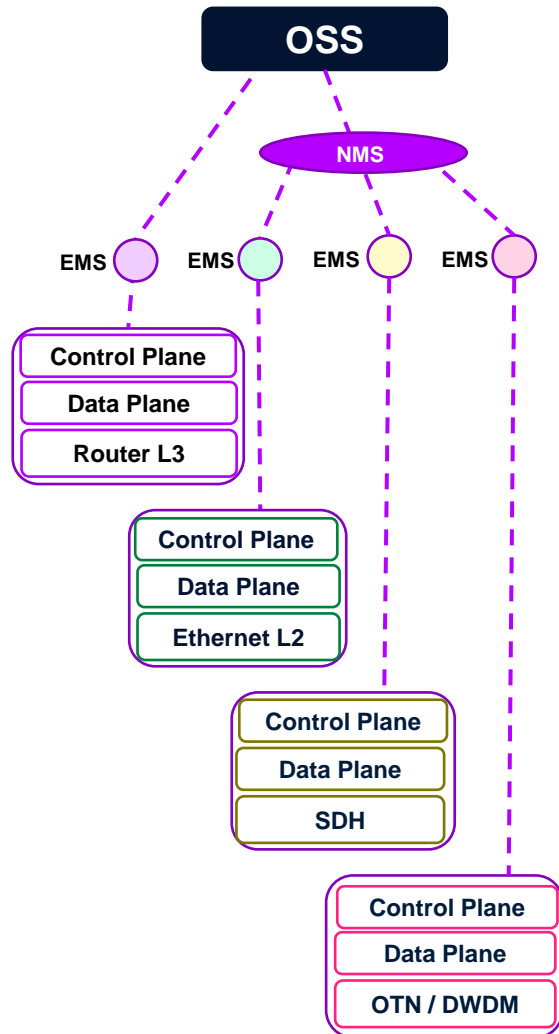 OSS
NMS
EMS
EMS
EMS
EMS
Control Plane
Data Plane
Router L3
Control Plane
Data Plane
Ethernet L2
Control Plane
Data Plane
SDH
Control Plane
Data Plane
OTN / DWDM